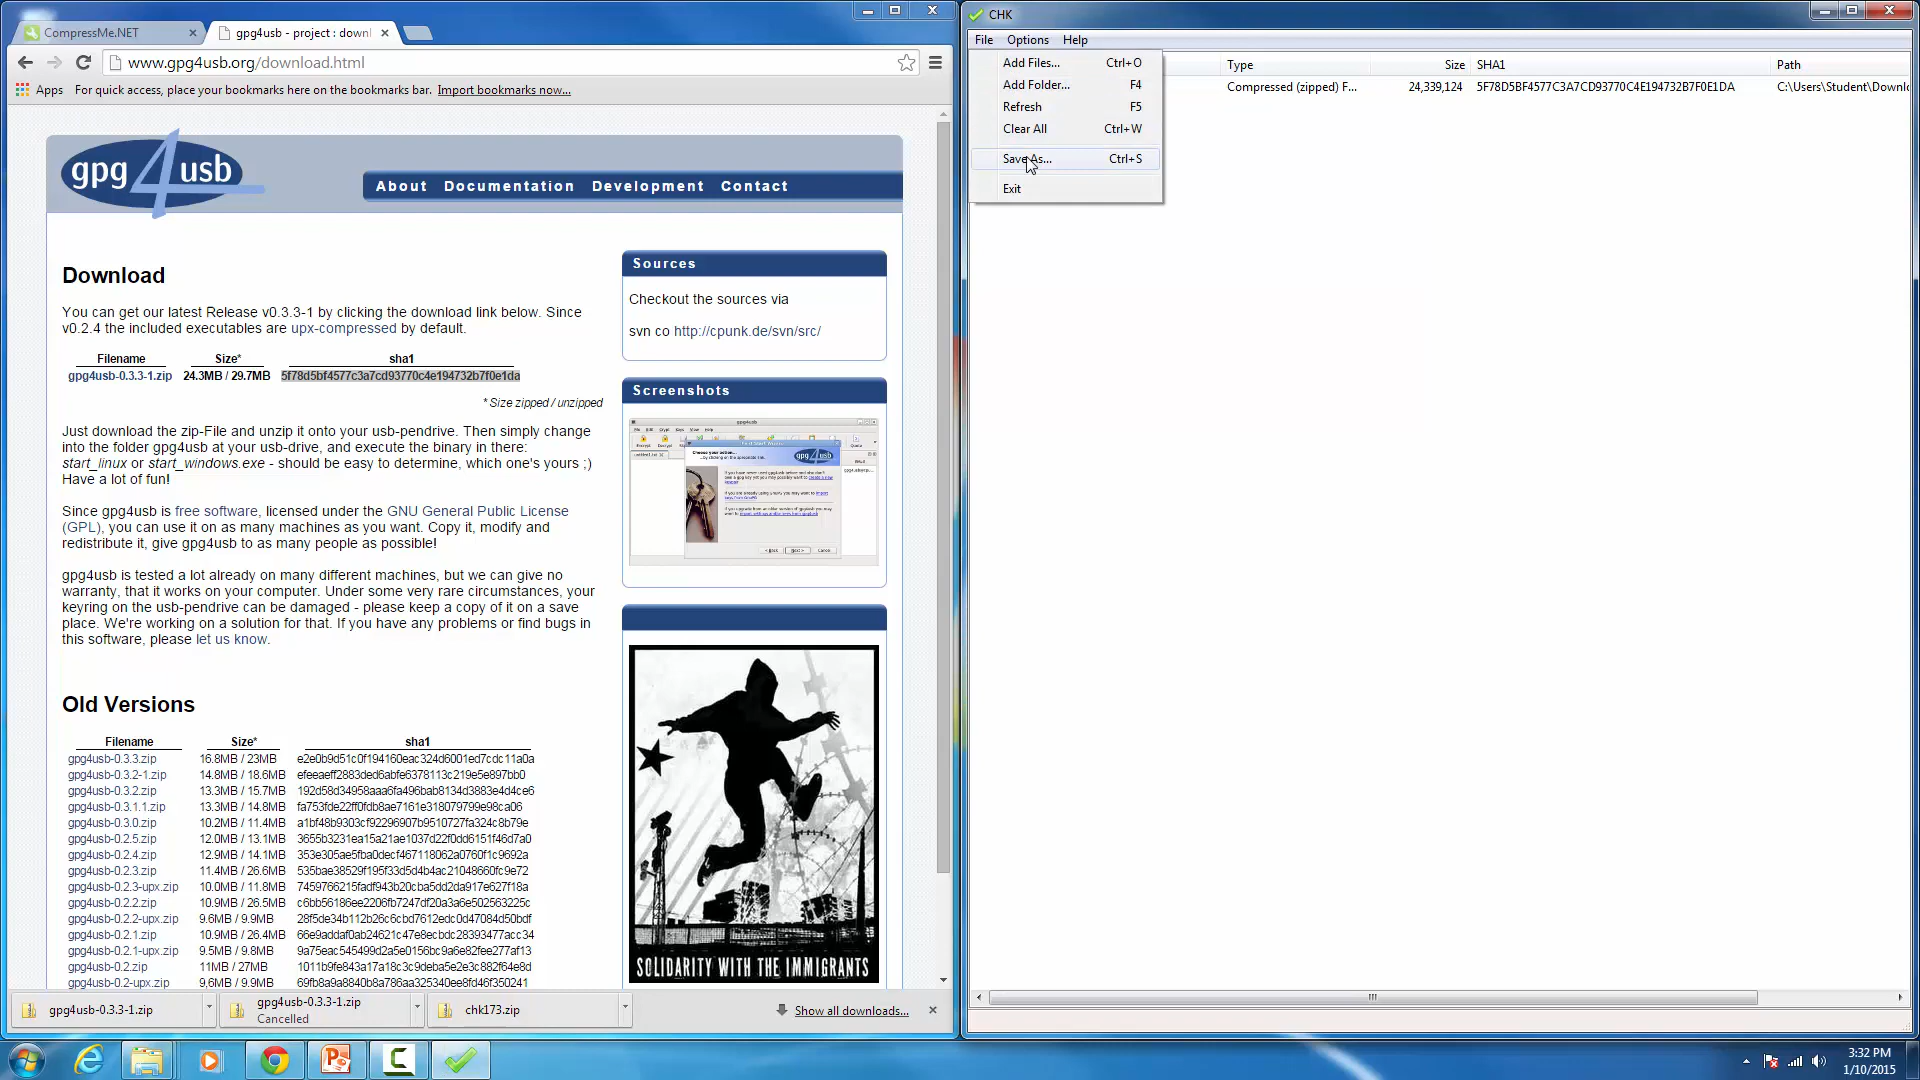 CompressMe.NET
gpg4usb - project : downl
www.gpg4usb.org/download.html
Apps For quick access, place your bookmarks here on the bookmarks bar. Import bookmarks now...
gpg4usb
About Documentation Development Contact
Download
You can get our latest Release v0.3.3-1 by clicking the download link below. Since
v0.2.4 the included executables are upx-compressed by default.
Filename Size* sha1
gpg4usb-0.3.3-1.zip 24.3MB / 29.7MB 5f78d5bf4577c3a7cd93770c4e194732b7f0e1da
* Size zipped / unzipped
Just download the zip-File and unzip it onto your usb-pendrive. Then simply change
into the folder gpg4usb at your usb-drive, and execute the binary in there:
start_linux or start_windows.exe - should be easy to determine, which one's yours ;)
Have a lot of fun!
Since gpg4usb is free software, licensed under the GNU General Public License
(GPL), you can use it on as many machines as you want. Copy it, modify and
redistribute it, give gpg4usb to as many people as possible!
gpg4usb is tested a lot already on many different machines, but we can give no
warranty, that it works on your computer. Under some very rare circumstances, your
keyring on the usb-pendrive can be damaged - please keep a copy of it on a save
place. We're working on a solution for that. If you have any problems or find bugs in
this software, please let us know.
Old Versions
Filename Size* sha1
gpg4usb-0.3.3.zip 16.8MB / 23MB e2e0b9d51c0f194160eac324d6001ed7cdc11a0a
gpg4usb-0.3.2-1.zip 14.8MB / 18.6MB efeeaeff2883ded6abfe6378113c219e5e897bb0
gpg4usb-0.3.2.zip 13.3MB / 15.7MB 192d58d34958aaa6fa496bab8134d3883e4d4ce6
gpg4usb-0.3.1.1.zip 13.3MB / 14.8MB fa753fde22ff0fdb8ae7161e318079799e98ca06
gpg4usb-0.3.0.zip 10.2MB / 11.4MB a1bf48b9303cf92296907b9510727fa324c8b79e
gpg4usb-0.2.5.zip 12.0MB / 13.1MB 3655b3231ea15a21ae1037d22f0dd6151f46d7a0
gpg4usb-0.2.4.zip 12.9MB / 14.1MB 353e305ae5fba0decf467118062a0760f1c9692a
gpg4usb-0.2.3.zip 11.4MB / 26.6MB 535bae38529f195f33d5d4b4ac21048660fc9e72
gpg4usb-0.2.3-upx.zip 10.0MB / 11.8MB 7459766215fadf943b20cba5dd2da917e627f18a
gpg4usb-0.2.2.zip 10.9MB / 26.5MB c6bb56186ee2206fb7247df20a3a6e502563225c
gpg4usb-0.2.2-upx.zip 9.6MB / 9.9MB 28f5de34b112b26c6cbd7612edc0d47084d50bdf
gpg4usb-0.2.1.zip 10.9MB / 26.4MB 66e9addaf0ab24621c47e8ecbdc28393477acc34
gpg4usb-0.2.1-upx.zip 9.5MB / 9.8MB 9a75eac545499d2a5e0156bc9a6e82fee277af13
gpg4usb-0.2.zip 11MB / 27MB 1011b9fe843a17a18c3c9deba5e2e3c882f64e8d
gpg4usb-0.2-upx.zip 9,6MB / 9.9MB 69fb8a9a8840b8a786aa325340ee8fd46f350241
Sources
Checkout the sources via
svn co http://cpunk.de/svn/src/
Screenshots
SOLIDARITY WITH THE IMMIGRANTS
gpg4usb-0.3.3-1.zip
gpg4usb-0.3.3-1.zip
Cancelled
chk173.zip
Show all downloads...
CHK
File Options Help
Type Size SHA1 Path
Compressed (zipped) F... 24,339,124 5F78D5BF4577C3A7CD93770C4E194732B7F0E1DA C:\Users\Student\Downlo
Add Files... Ctrl+O
Add Folder... F4
Refresh F5
Clear All Ctrl+W
Save As... Ctrl+S
Exit
3:32 PM
1/10/2015